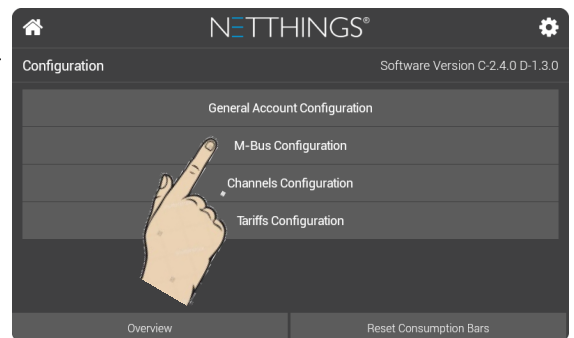 NETTHINGS®
Configuration
Software Version C-2.4.0 D-1.3.0
General Account Configuration
M-Bus Configuration
Channels Configuration
Tariffs Configuration
Overview
Reset Consumption Bars